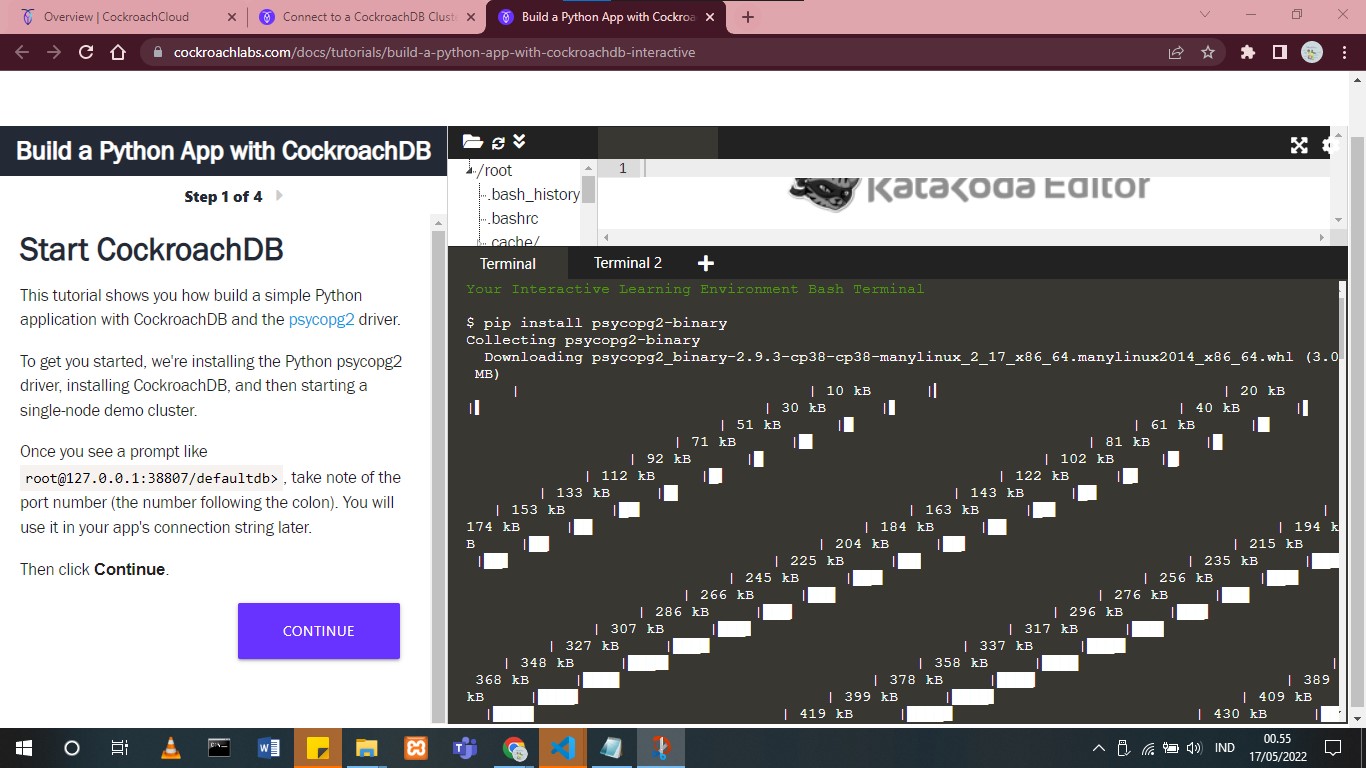 Overview | CockroachCloud
Connect to a CockroachDB Clust
Build a Python App with Cockroa
cockroachlabs.com/docs/tutorials/build-a-python-app-with-cockroachdb-interactive
Build a Python App with CockroachDB
Step 1 of 4
Start CockroachDB
This tutorial shows you how build a simple Python
application with CockroachDB and the psycopg2 driver.
To get you started, we're installing the Python psycopg2
driver, installing CockroachDB, and then starting a
single-node demo cluster.
Once you see a prompt like
root@127.0.0.1:38807/defaultdb> , take note of the
port number (the number following the colon). You will
use it in your app's connection string later.
Then click Continue.
CONTINUE
/root
.bash_history
.bashrc
.cache/
1
Katakoda Editor
Terminal
Terminal 2
Your Interactive Learning Environment Bash Terminal
$ pip install psycopg2-binary
Collecting psycopg2-binary
Downloading psycopg2_binary-2.9.3-cp38-cp38-manylinux_2_17_x86_64.manylinux2014_x86_64.whl (3.0
MB)
| | 10 kB | | 20 kB
| | 30 kB | | 40 kB |
| 51 kB | | 61 kB |
| 71 kB | | 81 kB |
| 92 kB | | 102 kB |
| 112 kB | | 122 kB |
| 133 kB | | 143 kB |
| 153 kB | | 163 kB | |
174 kB | | 184 kB | | 194 k
B | | 204 kB | | 215 kB
| | 225 kB | | 235 kB |
| 245 kB | | 256 kB |
| 266 kB | | 276 kB |
| 286 kB | | 296 kB |
| 307 kB | | 317 kB |
| 327 kB | | 337 kB |
| 348 kB | | 358 kB | |
368 kB | | 378 kB | | 389
kB | | 399 kB | | 409 kB
| | 419 kB | | 430 kB |
IND
00.55
17/05/2022